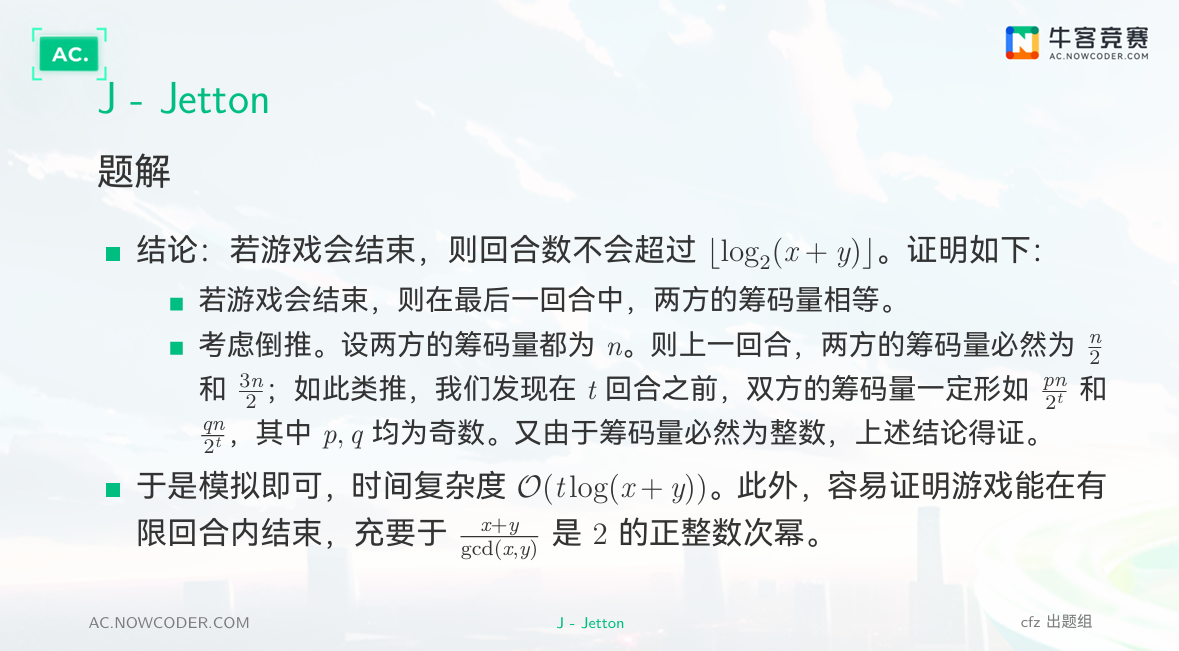 AC.
牛客竞赛
AC.NOWCODER.COM
J - Jetton
题解
结论：若游戏会结束，则回合数不会超过 ⌊log₂(x + y)⌋。证明如下：
若游戏会结束，则在最后一回合中，两方的筹码量相等。
考虑倒推。设两方的筹码量都为 n。则上一回合，两方的筹码量必然为 n/2
和 3n/2；如此类推，我们发现在 t 回合之前，双方的筹码量一定形如 pn/2^t 和
qn/2^t，其中 p, q 均为奇数。又由于筹码量必然为整数，上述结论得证。
于是模拟即可，时间复杂度 O(t log(x + y))。此外，容易证明游戏能在有
限回合内结束，充要于 (x+y)/gcd(x,y) 是 2 的正整数次幂。
AC.NOWCODER.COM
J - Jetton
cfz 出题组